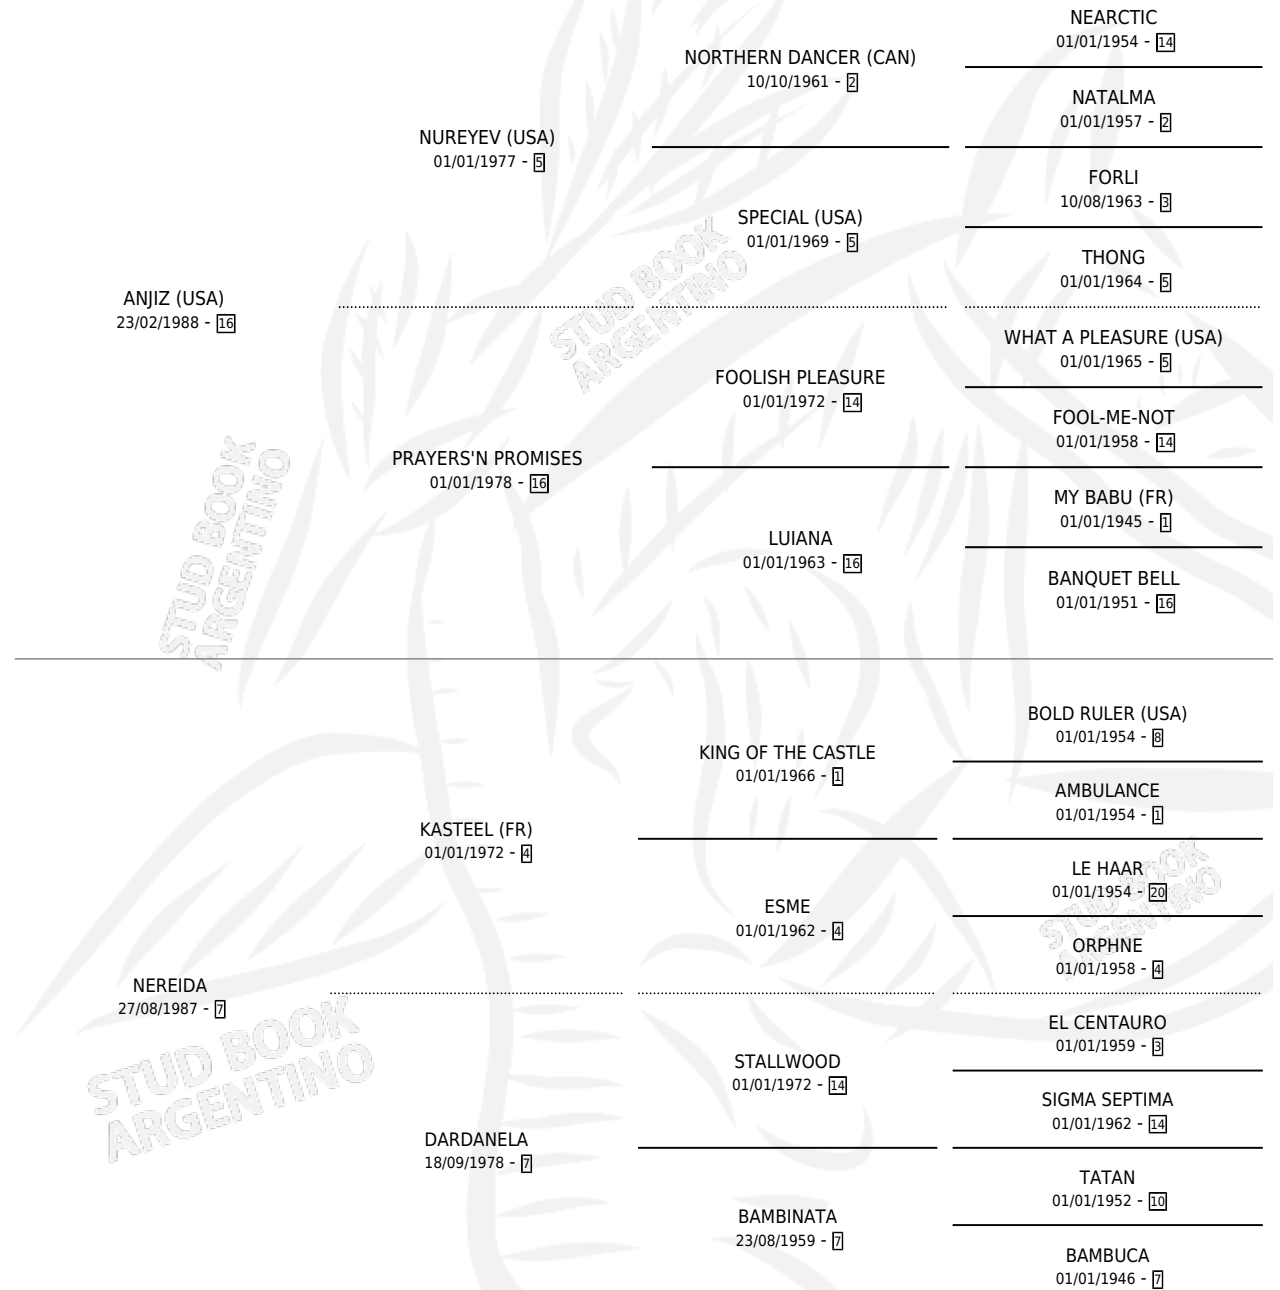 NEARCTIC
01/01/1954 - 14
NORTHERN DANCER (CAN)
10/10/1961 - 2
NATALMA
01/01/1957 - 2
NUREYEV (USA)
01/01/1977 - 5
FORLI
10/08/1963 - 3
SPECIAL (USA)
01/01/1969 - 5
THONG
01/01/1964 - 5
ANJIZ (USA)
23/02/1988 - 16
STUD BOOK
ARGENTINO
WHAT A PLEASURE (USA)
01/01/1965 - 5
FOOLISH PLEASURE
01/01/1972 - 14
FOOL-ME-NOT
01/01/1958 - 14
PRAYERS'N PROMISES
01/01/1978 - 16
MY BABU (FR)
01/01/1945 - 1
LUIANA
01/01/1963 - 16
BANQUET BELL
01/01/1951 - 16
STUD BOOK
ARGENTINO
BOLD RULER (USA)
01/01/1954 - 8
KING OF THE CASTLE
01/01/1966 - 1
AMBULANCE
01/01/1954 - 1
KASTEEL (FR)
01/01/1972 - 4
LE HAAR
01/01/1954 - 20
ESME
01/01/1962 - 4
ORPHNE
01/01/1958 - 4
STUD BOOK
ARGENTINO
NEREIDA
27/08/1987 - 7
EL CENTAURO
01/01/1959 - 3
STALLWOOD
01/01/1972 - 14
SIGMA SEPTIMA
01/01/1962 - 14
STUD BOOK
ARGENTINO
DARDANELA
18/09/1978 - 7
TATAN
01/01/1952 - 10
BAMBINATA
23/08/1959 - 7
BAMBUCA
01/01/1946 - 7